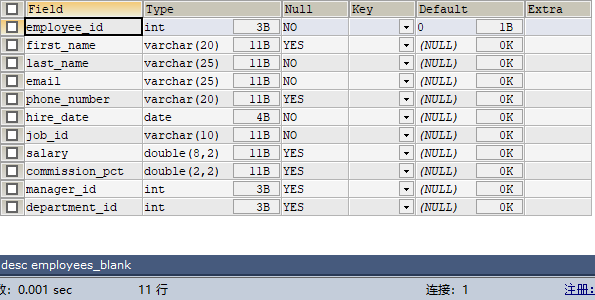 Field Type Null Key Default Extra
employee_id int 3B NO 0 1B
first_name varchar(20) 11B YES (NULL) 0K
last_name varchar(25) 11B NO (NULL) 0K
email varchar(25) 11B NO (NULL) 0K
phone_number varchar(20) 11B YES (NULL) 0K
hire_date date 4B NO (NULL) 0K
job_id varchar(10) 11B NO (NULL) 0K
salary double(8,2) 11B YES (NULL) 0K
commission_pct double(2,2) 11B YES (NULL) 0K
manager_id int 3B YES (NULL) 0K
department_id int 3B YES (NULL) 0K
desc employees_blank
: 0.001 sec 11 行 连接: 1 注册: